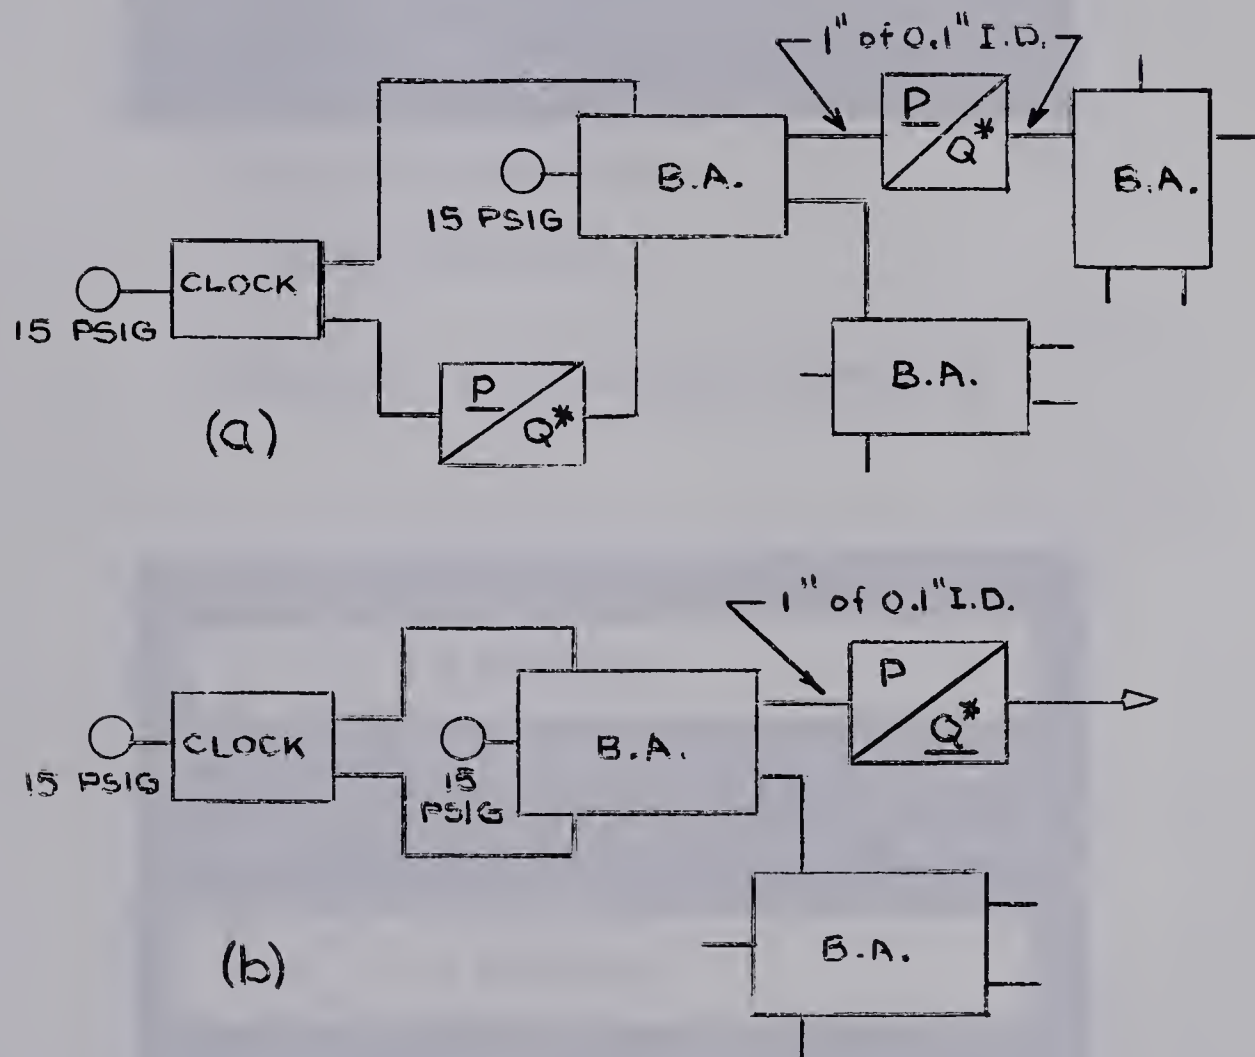 1" of 0.1" I.D.
P
Q*
B.A.
B.A.
15 PSIG
CLOCK
15 PSIG
B.A.
P
Q*
(a)
1" of 0.1" I.D.
P
Q*
CLOCK
B.A.
15 PSIG
15
PSIG
B.A.
(b)